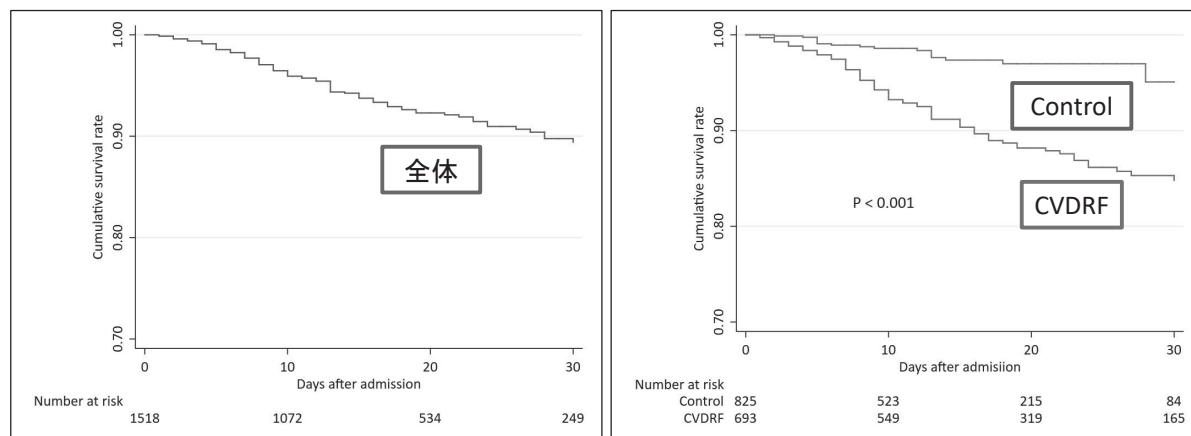 Cumulative survival rate
1.00
0.90
0.80
0.70
全体
0 10 20 30
Days after admission
Number at risk
1518 1072 534 249
Cumulative survival rate
1.00
0.90
0.80
0.70
Control
P < 0.001
CVDRF
0 10 20 30
Days after admisiion
Number at risk
Control 825 523 215 84
CVDRF 693 549 319 165